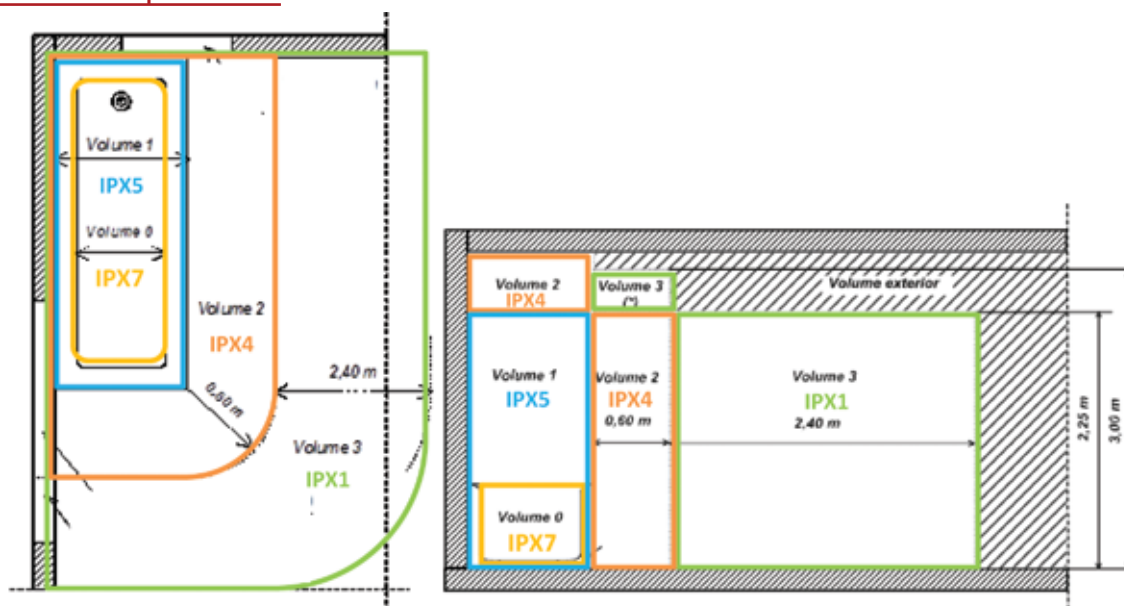 Volume 1
IPX5
Volume 0
IPX7
Volume 2
IPX4
0,60 m
2,40 m
Volume 3
IPX1
Volume 2
IPX4
Volume 3
(*)
Volume exterior
Volume 1
IPX5
Volume 2
IPX4
0,60 m
Volume 3
IPX1
2,40 m
Volume 0
IPX7
2,25 m
3,00 m